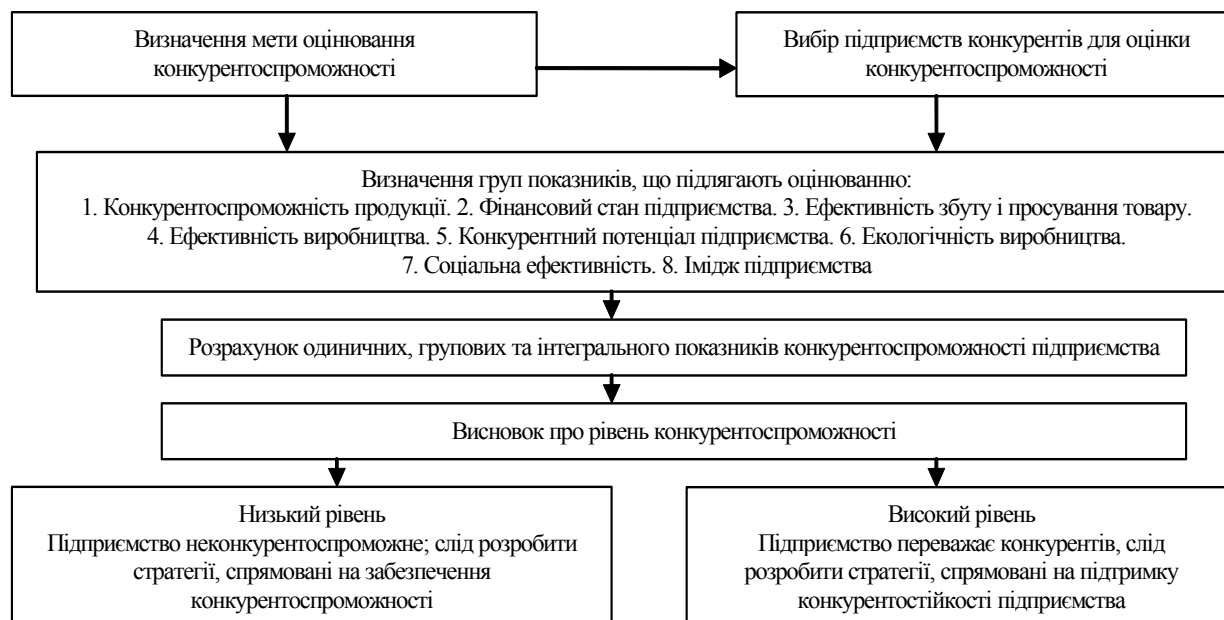 Визначення мети оцінювання
конкурентоспроможності
Вибір підприємств конкурентів для оцінки
конкурентоспроможності
Визначення груп показників, що підлягають оцінюванню:
1. Конкурентоспроможність продукції. 2. Фінансовий стан підприємства. 3. Ефективність збуту і просування товару.
4. Ефективність виробництва. 5. Конкурентний потенціал підприємства. 6. Екологічність виробництва.
7. Соціальна ефективність. 8. Імідж підприємства
Розрахунок одиничних, групових та інтегрального показників конкурентоспроможності підприємства
Висновок про рівень конкурентоспроможності
Низький рівень
Підприємство неконкурентоспроможне; слід розробити
стратегії, спрямовані на забезпечення
конкурентоспроможності
Високий рівень
Підприємство переважає конкурентів, слід
розробити стратегії, спрямовані на підтримку
конкурентостійкості підприємства